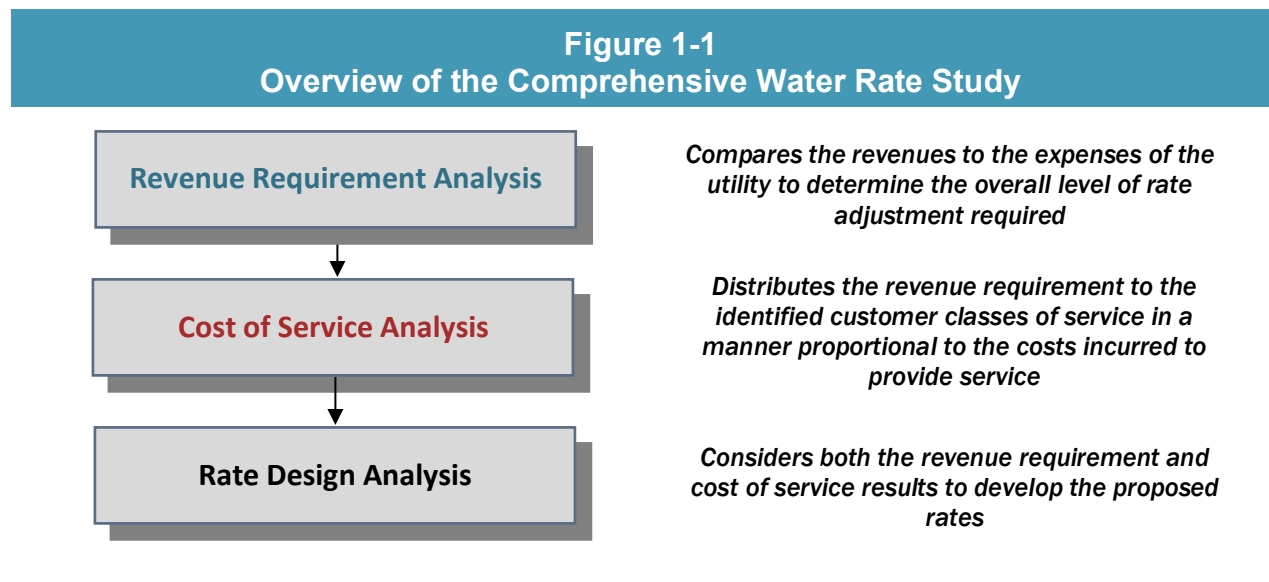 Figure 1-1
Overview of the Comprehensive Water Rate Study
Revenue Requirement Analysis
Compares the revenues to the expenses of the
utility to determine the overall level of rate
adjustment required
Cost of Service Analysis
Distributes the revenue requirement to the
identified customer classes of service in a
manner proportional to the costs incurred to
provide service
Rate Design Analysis
Considers both the revenue requirement and
cost of service results to develop the proposed
rates